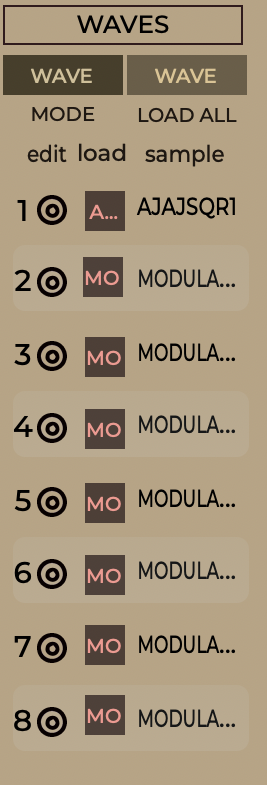 WAVES
WAVE WAVE
MODE LOAD ALL
edit load sample
1 A... AJAJSQR1
2 MO MODULA...
3 MO MODULA...
4 MO MODULA...
5 MO MODULA...
6 MO MODULA...
7 MO MODULA...
8 MO MODULA...